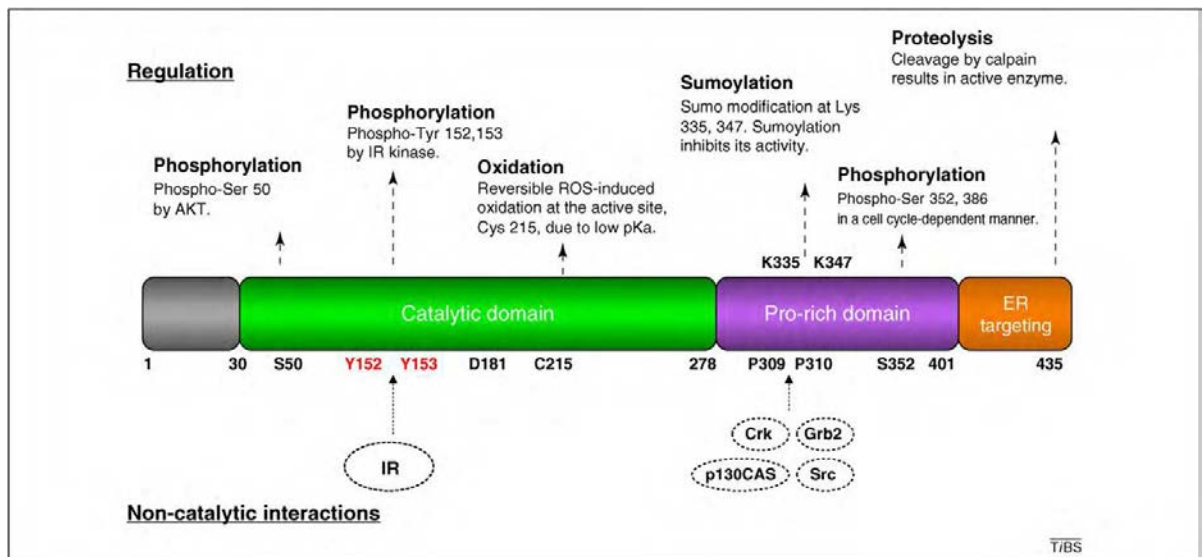 Regulation
Proteolysis
Cleavage by calpain
results in active enzyme.
Sumoylation
Sumo modification at Lys
335, 347. Sumoylation
inhibits its activity.
Phosphorylation
Phospho-Tyr 152,153
by IR kinase.
Phosphorylation
Phospho-Ser 50
by AKT.
Oxidation
Reversible ROS-induced
oxidation at the active site,
Cys 215, due to low pKa.
Phosphorylation
Phospho-Ser 352, 386
in a cell cycle-dependent manner.
K335 K347
Catalytic domain
Pro-rich domain
ER
targeting
1 30 S50 Y152 Y153 D181 C215 278 P309 P310 S352 401 435
IR
Crk Grb2
p130CAS Src
Non-catalytic interactions
TiBS